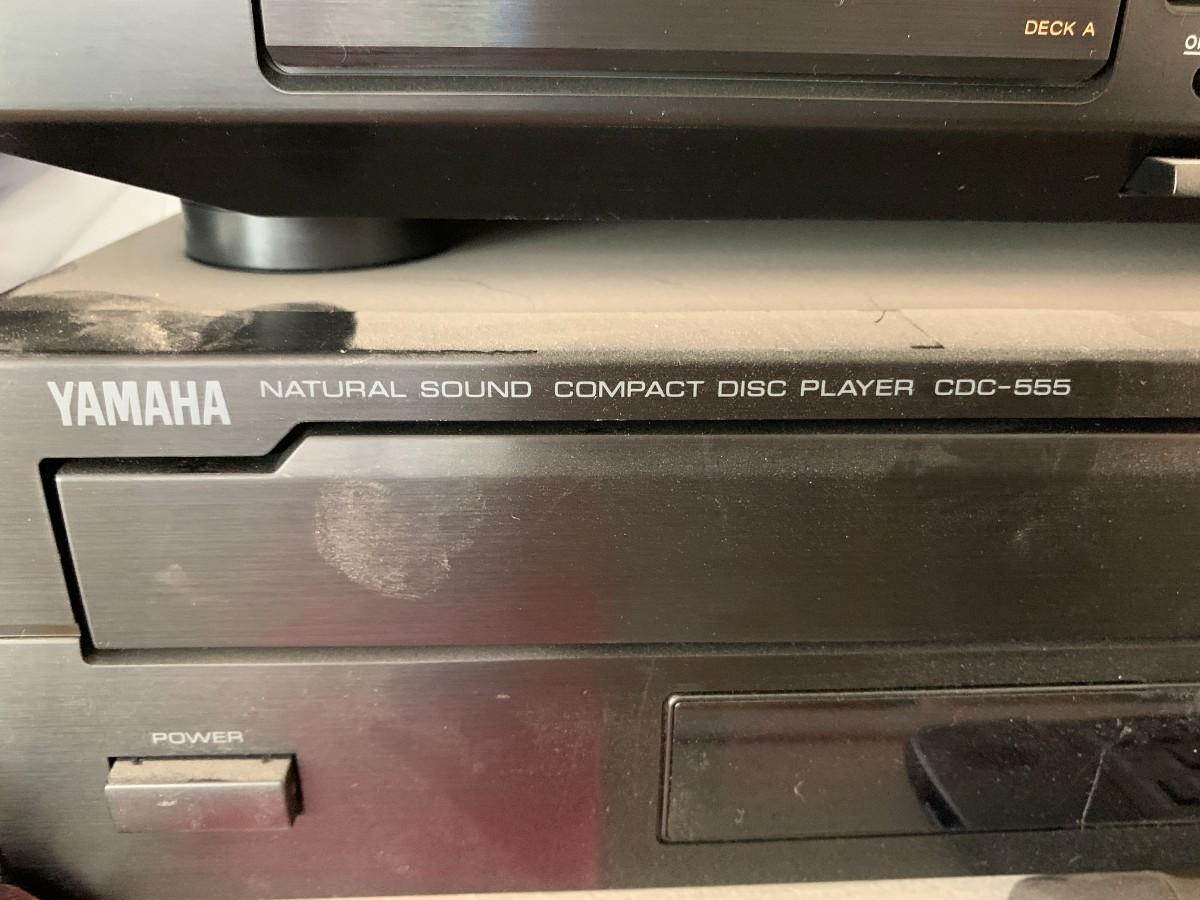 DECK A
YAMAHA NATURAL SOUND COMPACT DISC PLAYER CDC-555
POWER